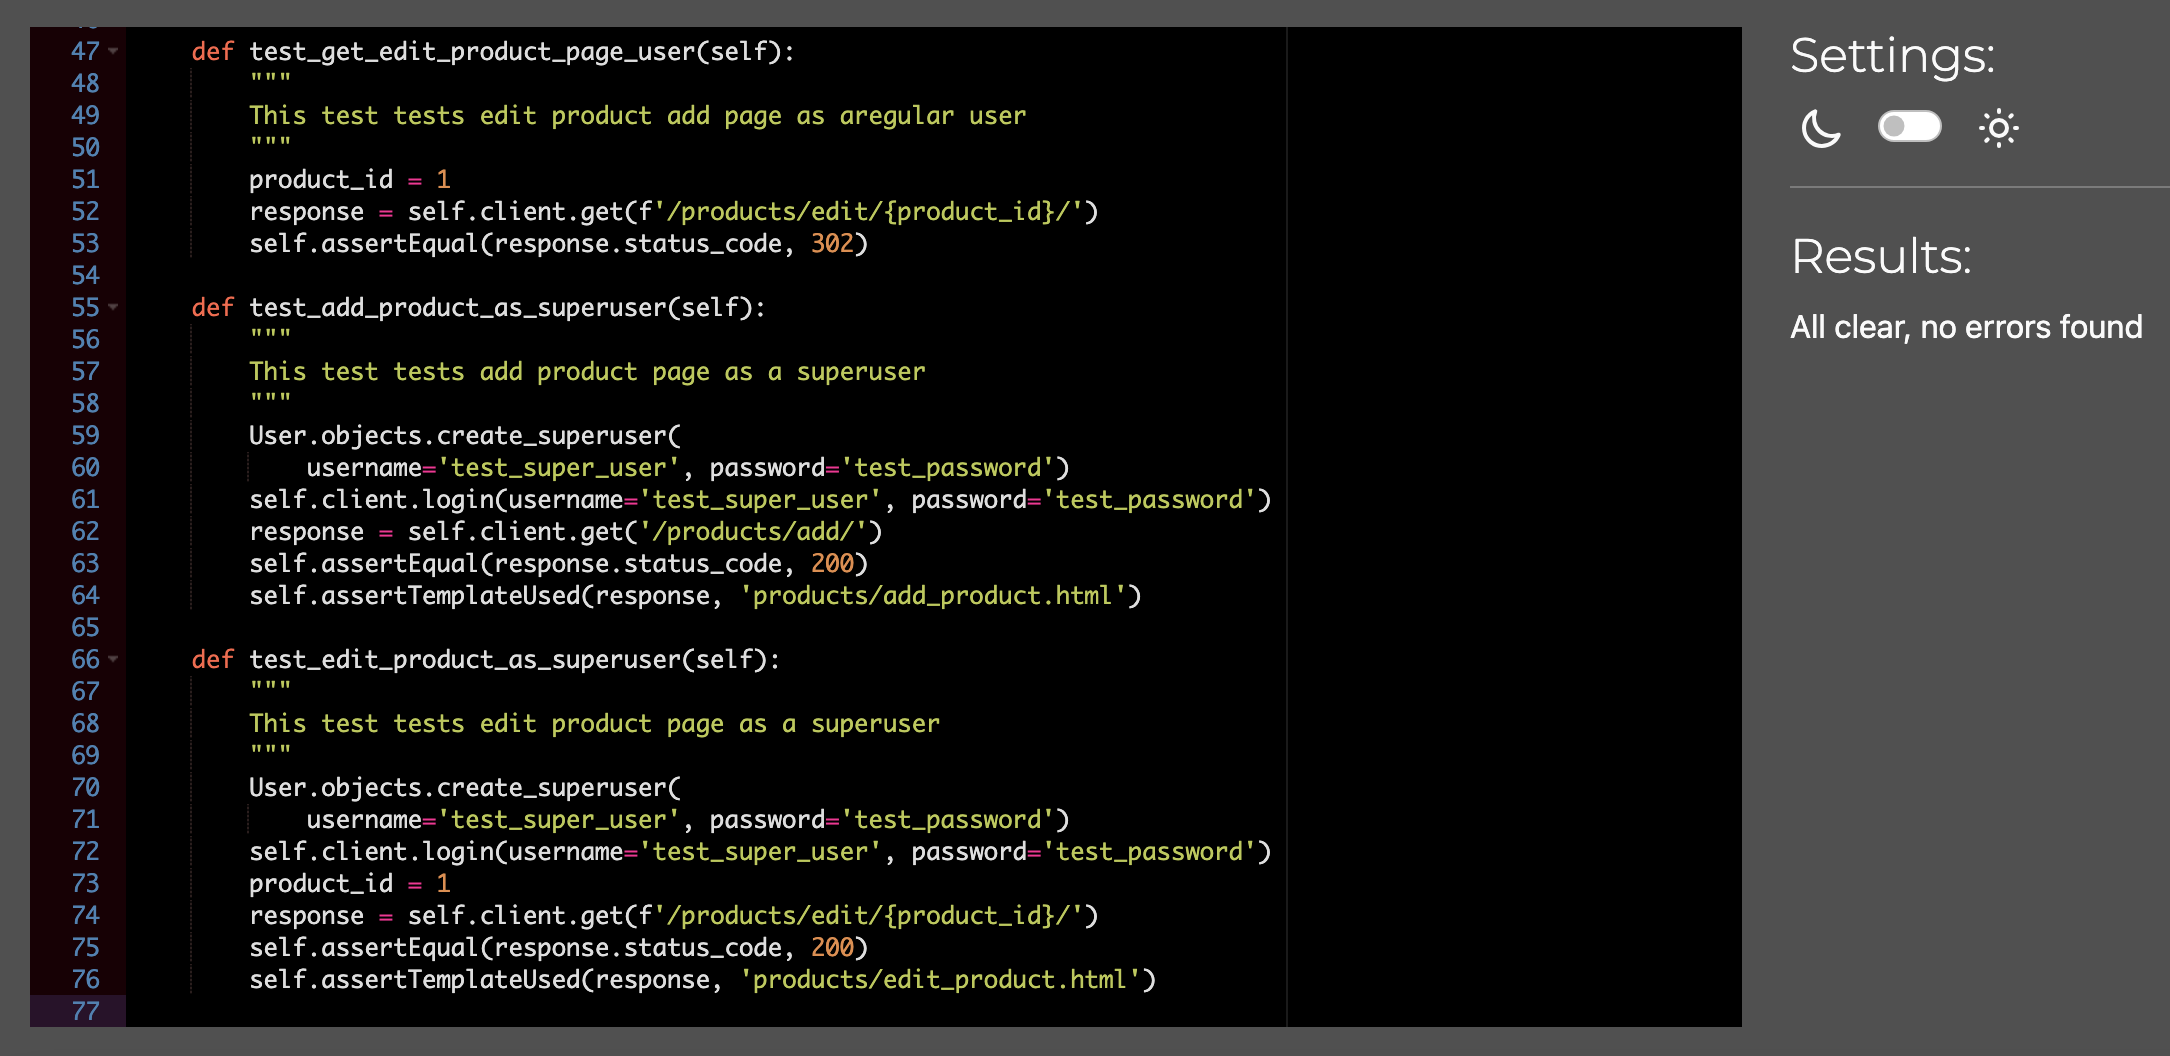 47 def test_get_edit_product_page_user(self):
48 """
49 This test tests edit product add page as aregular user
50 """
51 product_id = 1
52 response = self.client.get(f'/products/edit/{product_id}/')
53 self.assertEqual(response.status_code, 302)
54
55 def test_add_product_as_superuser(self):
56 """
57 This test tests add product page as a superuser
58 """
59 User.objects.create_superuser(
60 username='test_super_user', password='test_password')
61 self.client.login(username='test_super_user', password='test_password')
62 response = self.client.get('/products/add/')
63 self.assertEqual(response.status_code, 200)
64 self.assertTemplateUsed(response, 'products/add_product.html')
65
66 def test_edit_product_as_superuser(self):
67 """
68 This test tests edit product page as a superuser
69 """
70 User.objects.create_superuser(
71 username='test_super_user', password='test_password')
72 self.client.login(username='test_super_user', password='test_password')
73 product_id = 1
74 response = self.client.get(f'/products/edit/{product_id}/')
75 self.assertEqual(response.status_code, 200)
76 self.assertTemplateUsed(response, 'products/edit_product.html')
77
Settings:
Results:
All clear, no errors found